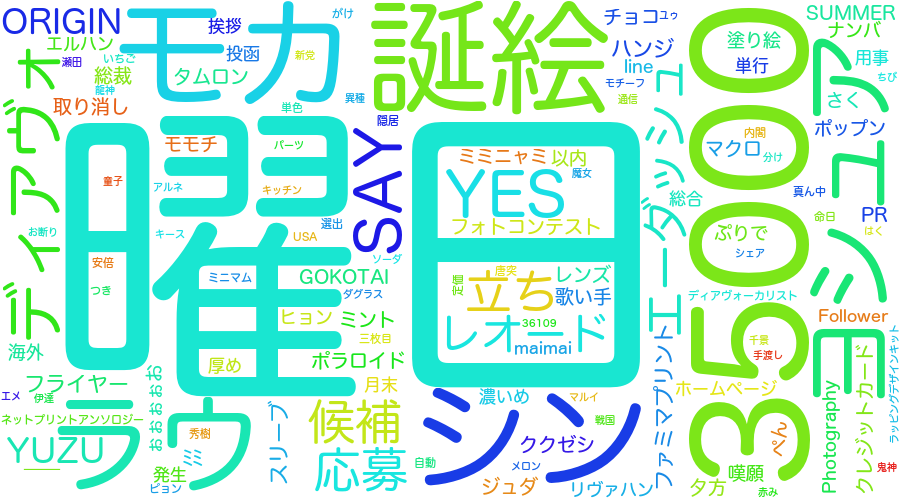 ORIGIN
モカ
挨拶
がけ
誕絵
チョコ
ユゥ
SUMMER
エルハン
瀬田
いちご
投函
新党
ハンジ
塗り絵
ナンバ
総裁
タムロン
line
単行
用事
龍神
モチーフ
ちび
取り消し
単色
異種
通信
さく
ディアヴォ
曜日
隠居
SAY
エーダッシュ
3500
アユショ
ポップン
モモチ
パーツ
ミミニャミ
以内
マクロ
内閣
分け
童子
アルネ
キッチン
YES
魔女
総合
真ん中
お断り
選出
フォトコンテスト
命日
PR
キース
USA
ぷりで
はく
安倍
ミニマム
ソーダ
唐突
レンズ
シェア
つき
GOKOTAI
定価
立ち
歌い手
ダグラス
ディアヴォーカリスト
ヒョン
ミント
レオード
36109
Follower
海外
三枚目
maimai
千景
手渡し
厚め
ポラロイド
フライヤー
おおおおお
月末
濃いめ
ホームページ
エメ
伊達
マルイ
ネットプリントアンソロジー
ラウ
候補
シン
戦国
ファミマプリント
ラッピングデザインキット
秀樹
スリーブ
ククゼシ
ぺん
クレジットカード
YUZU
ミミ
応募
メロン
嘆願
Photography
発生
自動
ジュダ
リヴァハン
夕方
鬼神
ピョン
赤み